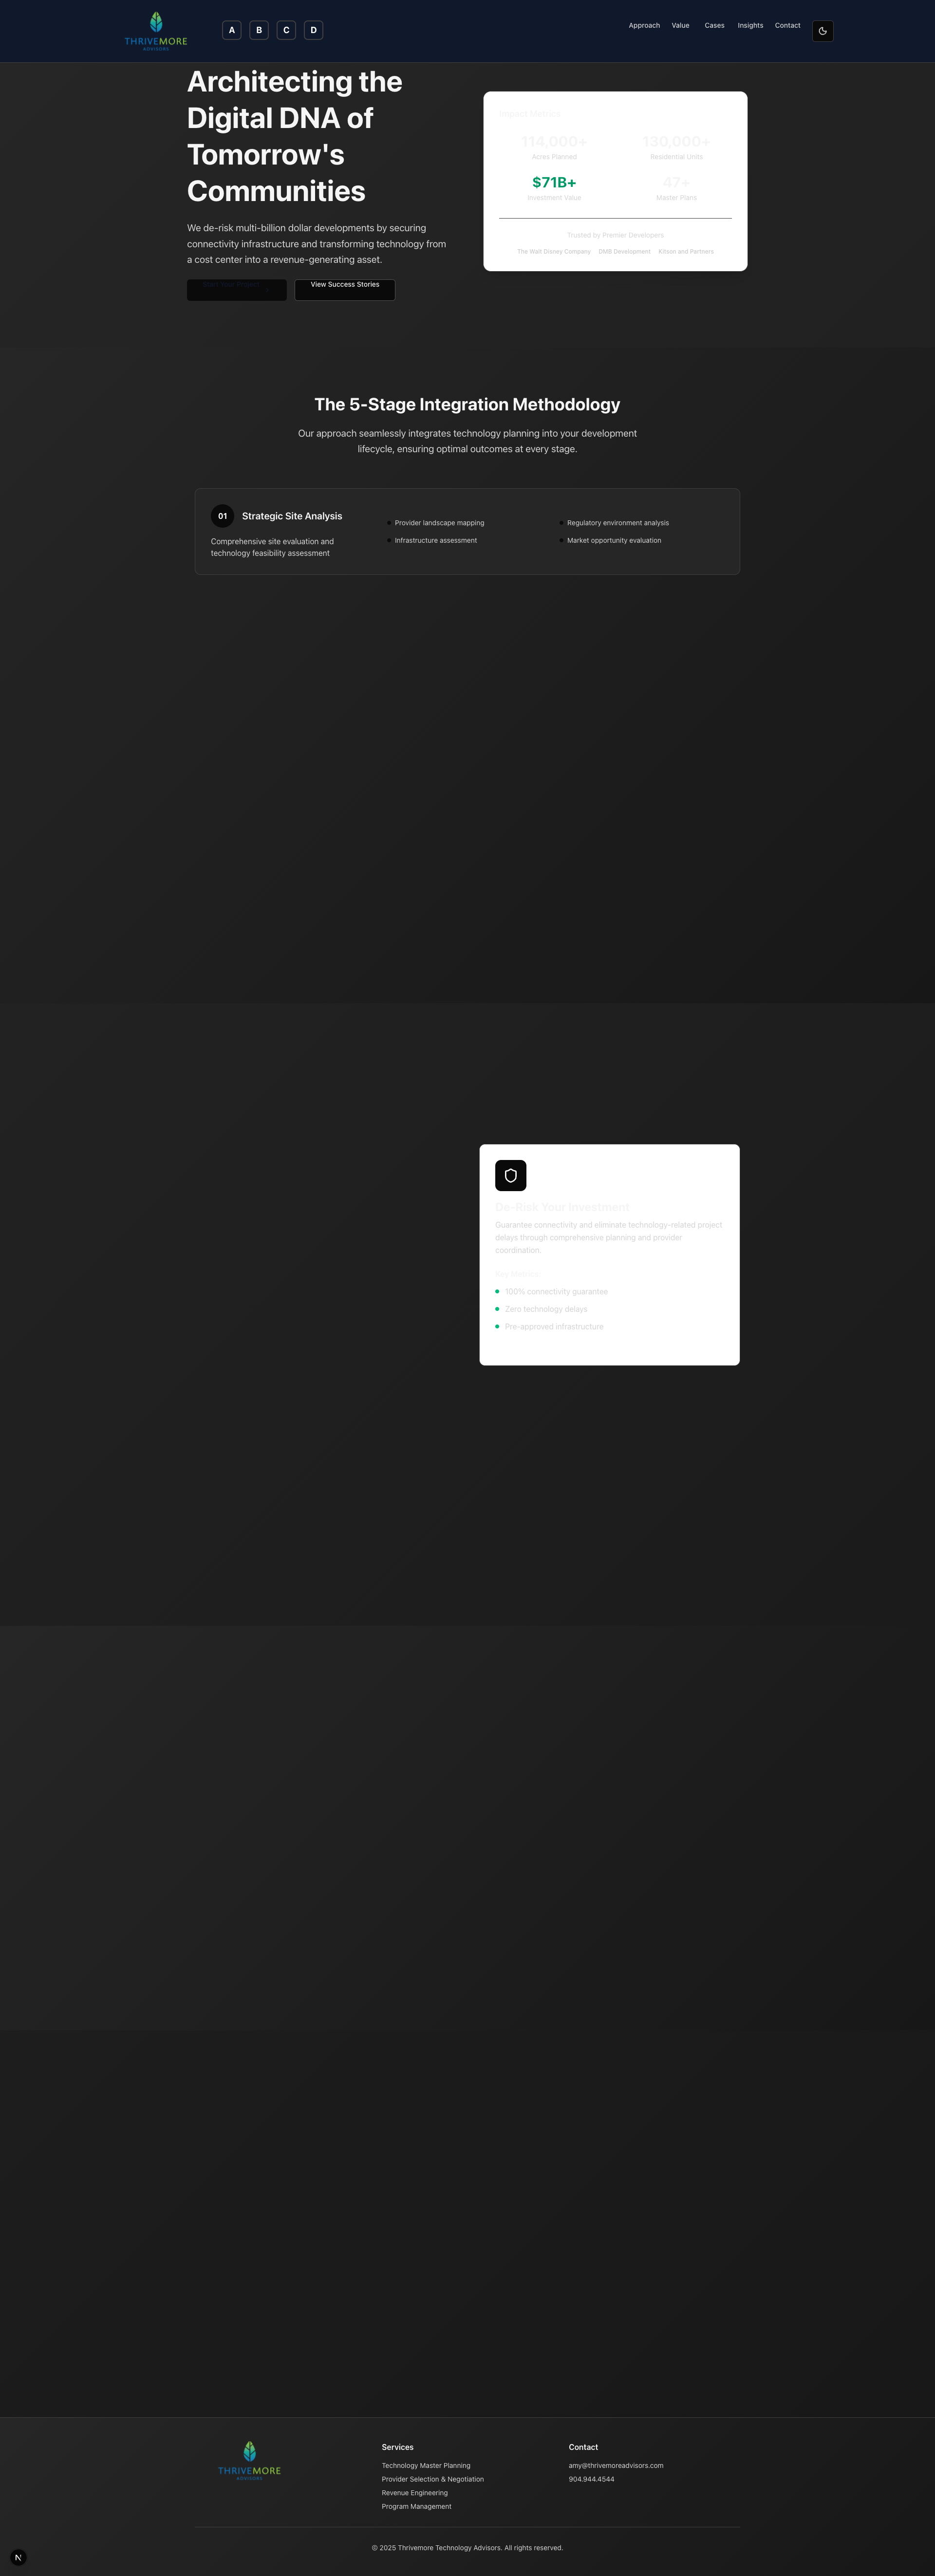 THRIVEMORE
ADVISORS
A B C D
Approach Value Cases Insights Contact
Architecting the
Digital DNA of
Tomorrow's
Communities
We de-risk multi-billion dollar developments by securing
connectivity infrastructure and transforming technology from
a cost center into a revenue-generating asset.
Start Your Project
View Success Stories
Impact Metrics
114,000+
Acres Planned
130,000+
Residential Units
$71B+
Investment Value
47+
Master Plans
Trusted by Premier Developers
The Walt Disney Company DMB Development Kitson and Partners
The 5-Stage Integration Methodology
Our approach seamlessly integrates technology planning into your development
lifecycle, ensuring optimal outcomes at every stage.
01 Strategic Site Analysis
Comprehensive site evaluation and
technology feasibility assessment
Provider landscape mapping
Infrastructure assessment
Regulatory environment analysis
Market opportunity evaluation
De-Risk Your Investment
Guarantee connectivity and eliminate technology-related project
delays through comprehensive planning and provider
coordination.
100% connectivity guarantee
Zero technology delays
Pre-approved infrastructure
THRIVEMORE
ADVISORS
Services
Technology Master Planning
Provider Selection & Negotiation
Revenue Engineering
Program Management
Contact
amy@thrivemoreadvisors.com
904.944.4544
© 2025 Thrivemore Technology Advisors. All rights reserved.
N